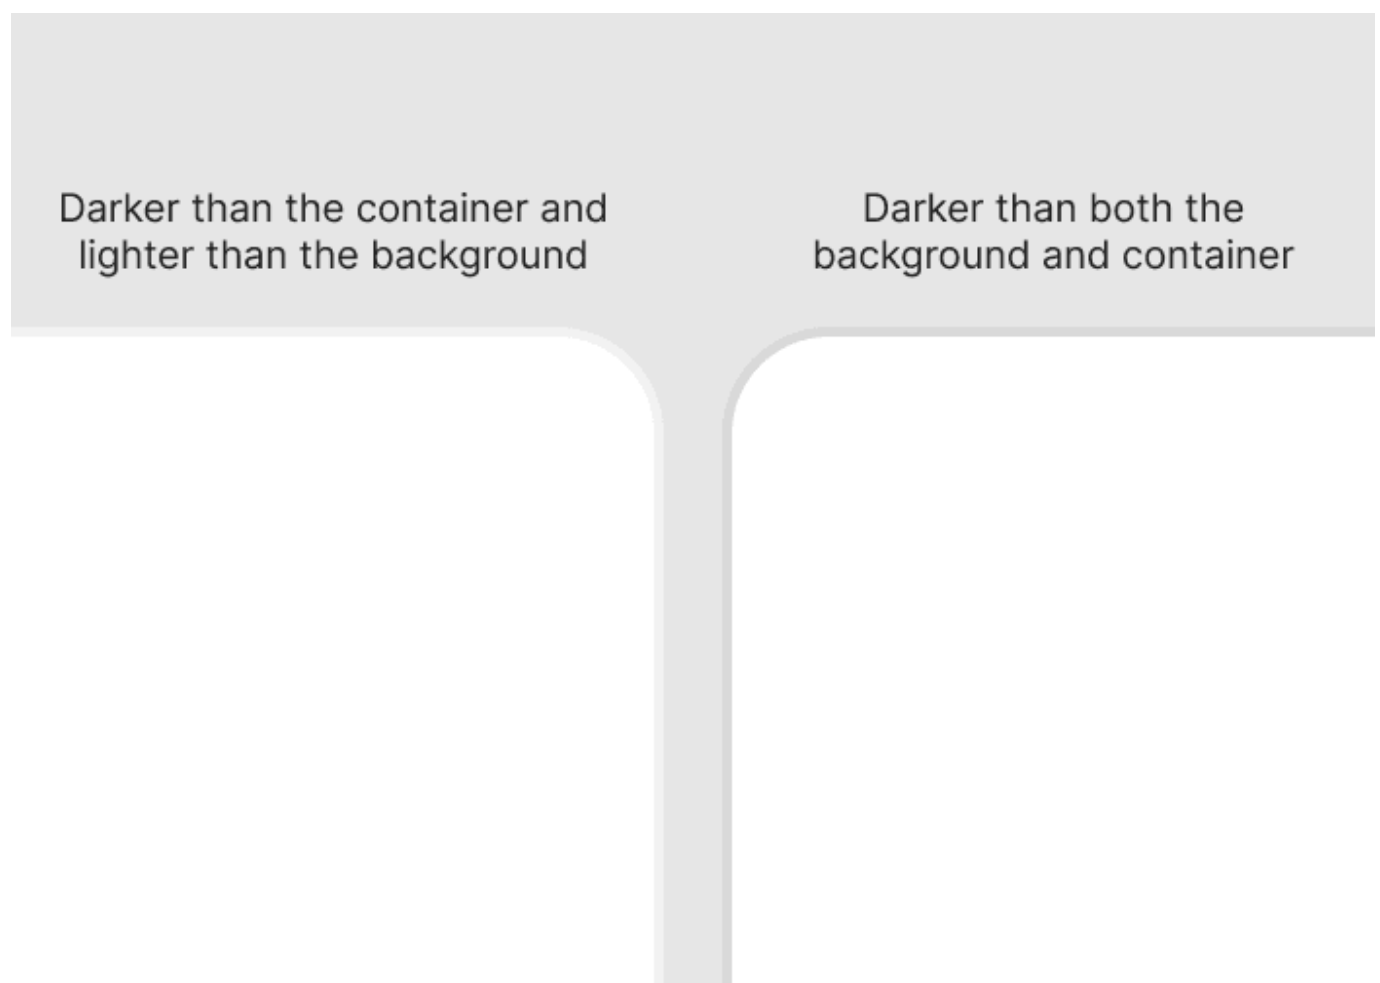 Darker than the container and
lighter than the background
Darker than both the
background and container